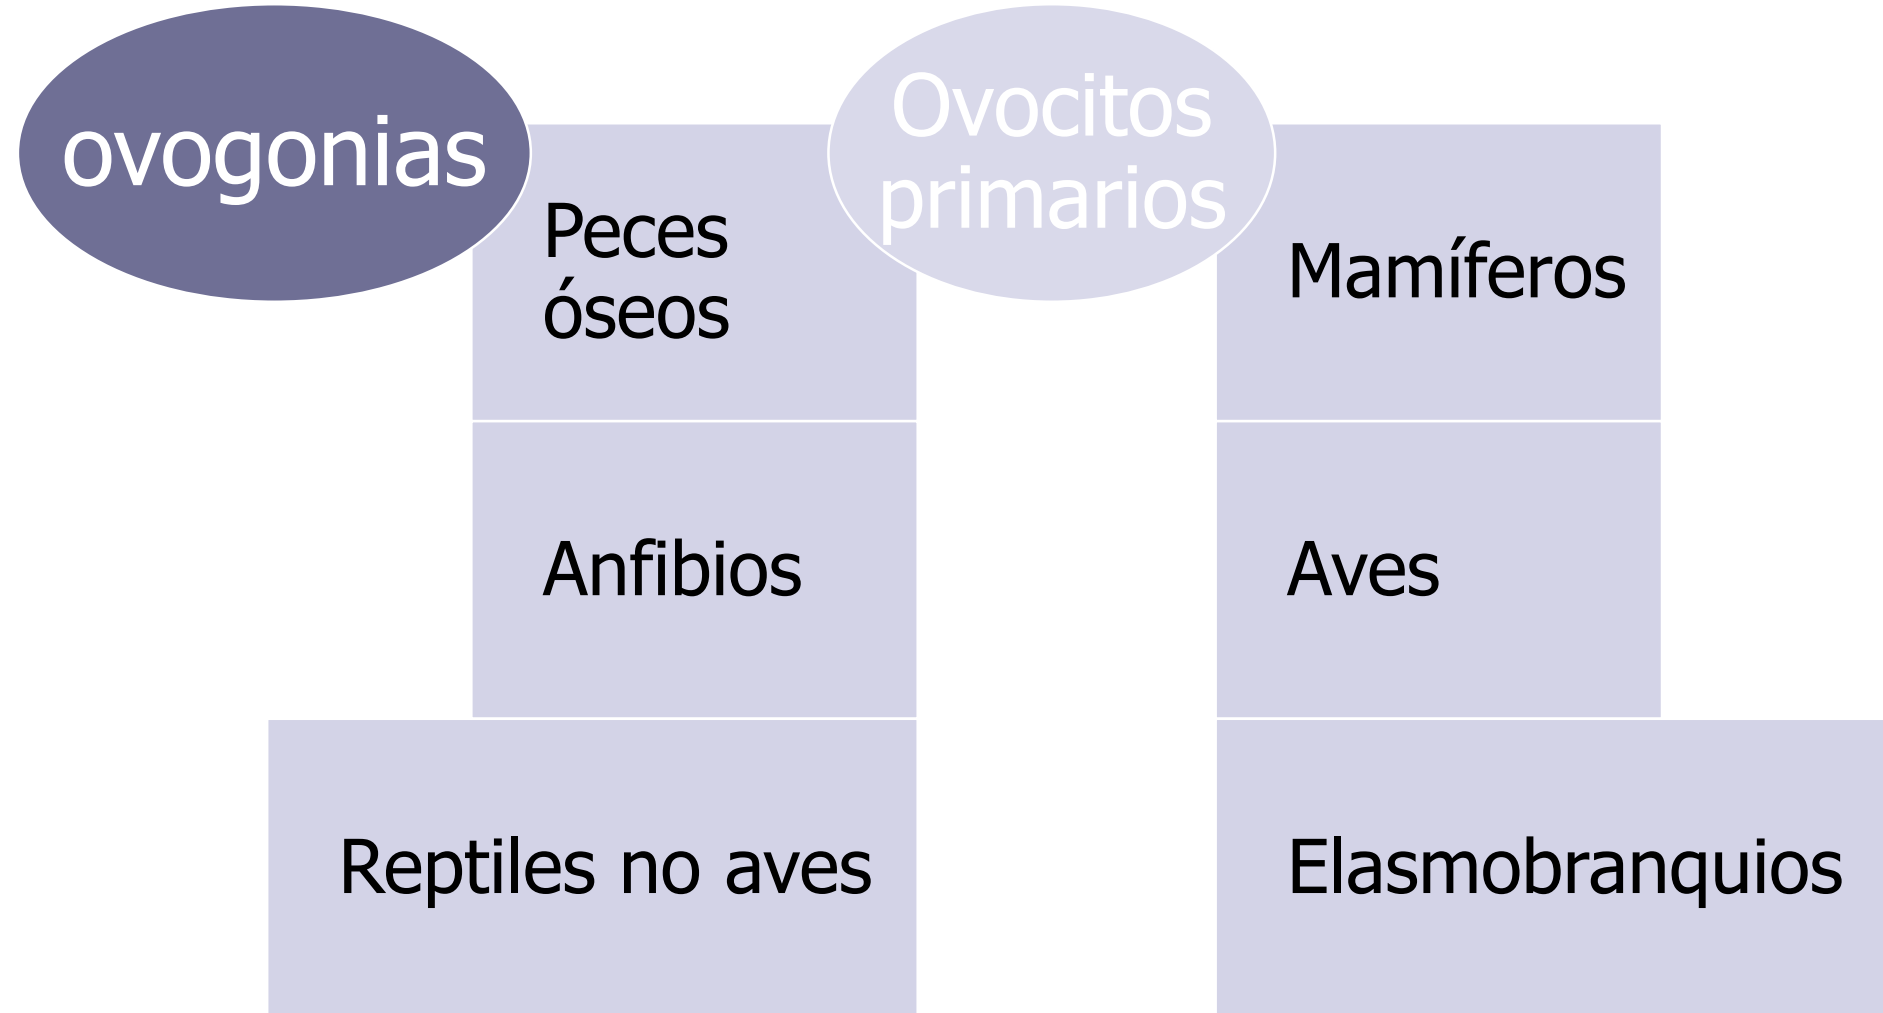 ovogonias
Peces
óseos
Anfibios
Reptiles no aves
Ovocitos
primarios
Mamíferos
Aves
Elasmobranquios